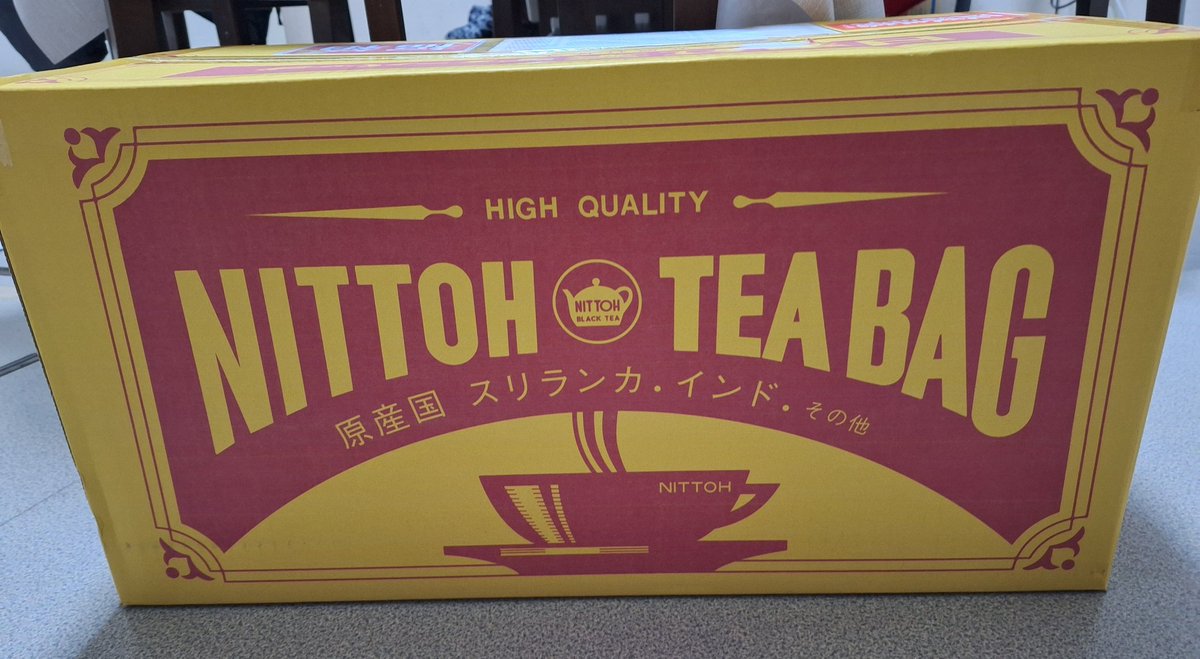 HIGH QUALITY
NITTOH TEA BAG
NITTOH
BLACK TEA
原産国 スリランカ・インド・その他
NITTOH